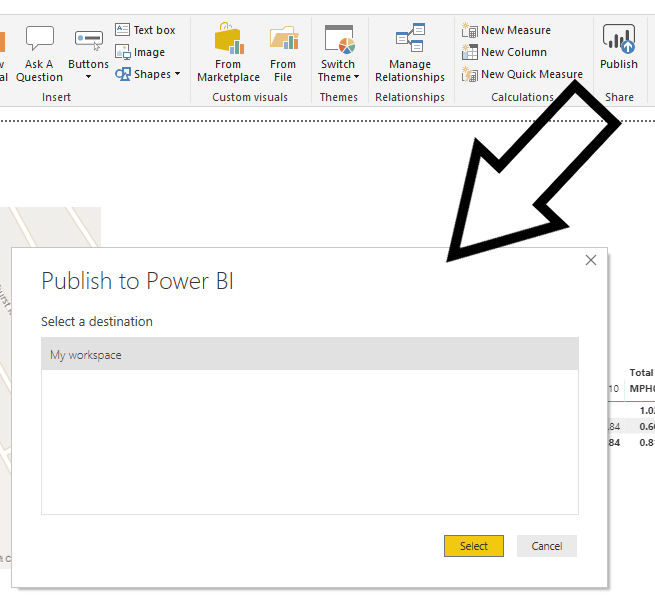 Text box
Ask A
Question
Buttons
Image
Shapes
From
Marketplace
From
File
Switch
Theme
Manage
Relationships
New Measure
New Column
New Quick Measure
Publish
Insert
Custom visuals
Themes
Relationships
Calculations
Share
Publish to Power BI
Select a destination
My workspace
Select
Cancel
Total
10
1.0
84
0.6
84
0.8